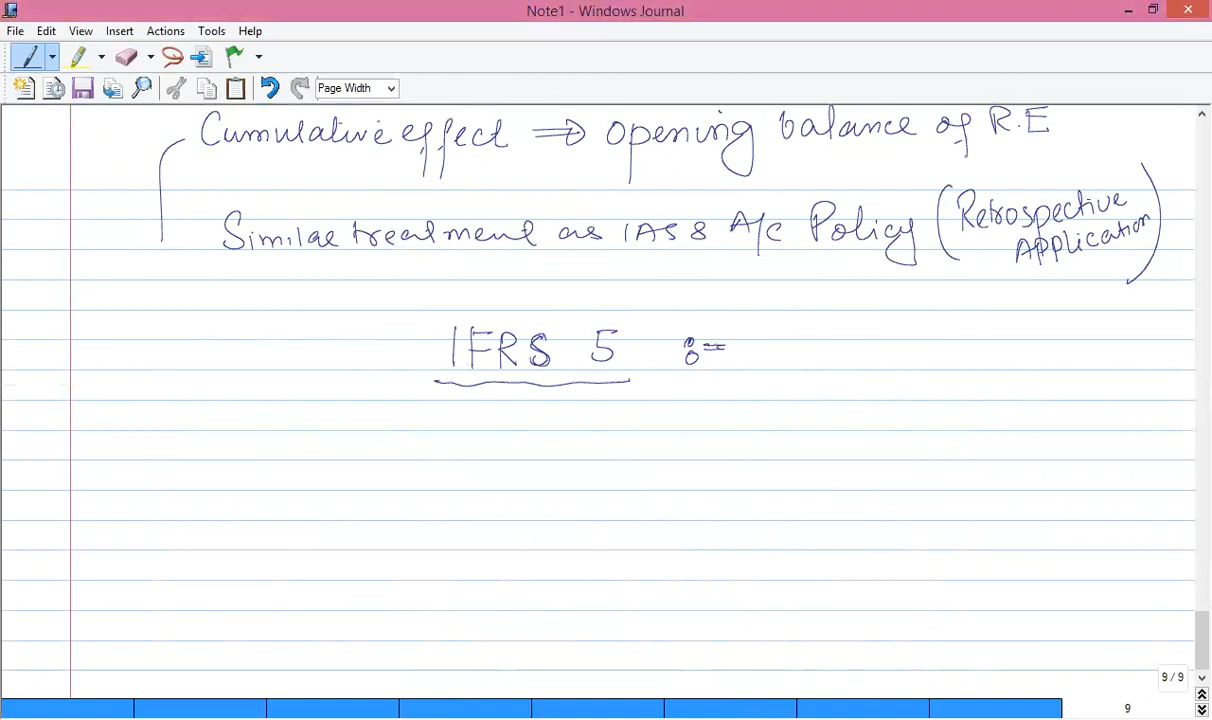 Note1 - Windows Journal
File Edit View Insert Actions Tools Help
Page Width
Cumulative effect ⇒ opening balance of R.E
Similar treatment as IAS 8 A/c Policy (Retrospective
Application)
IFRS 5 :=
9 / 9
9